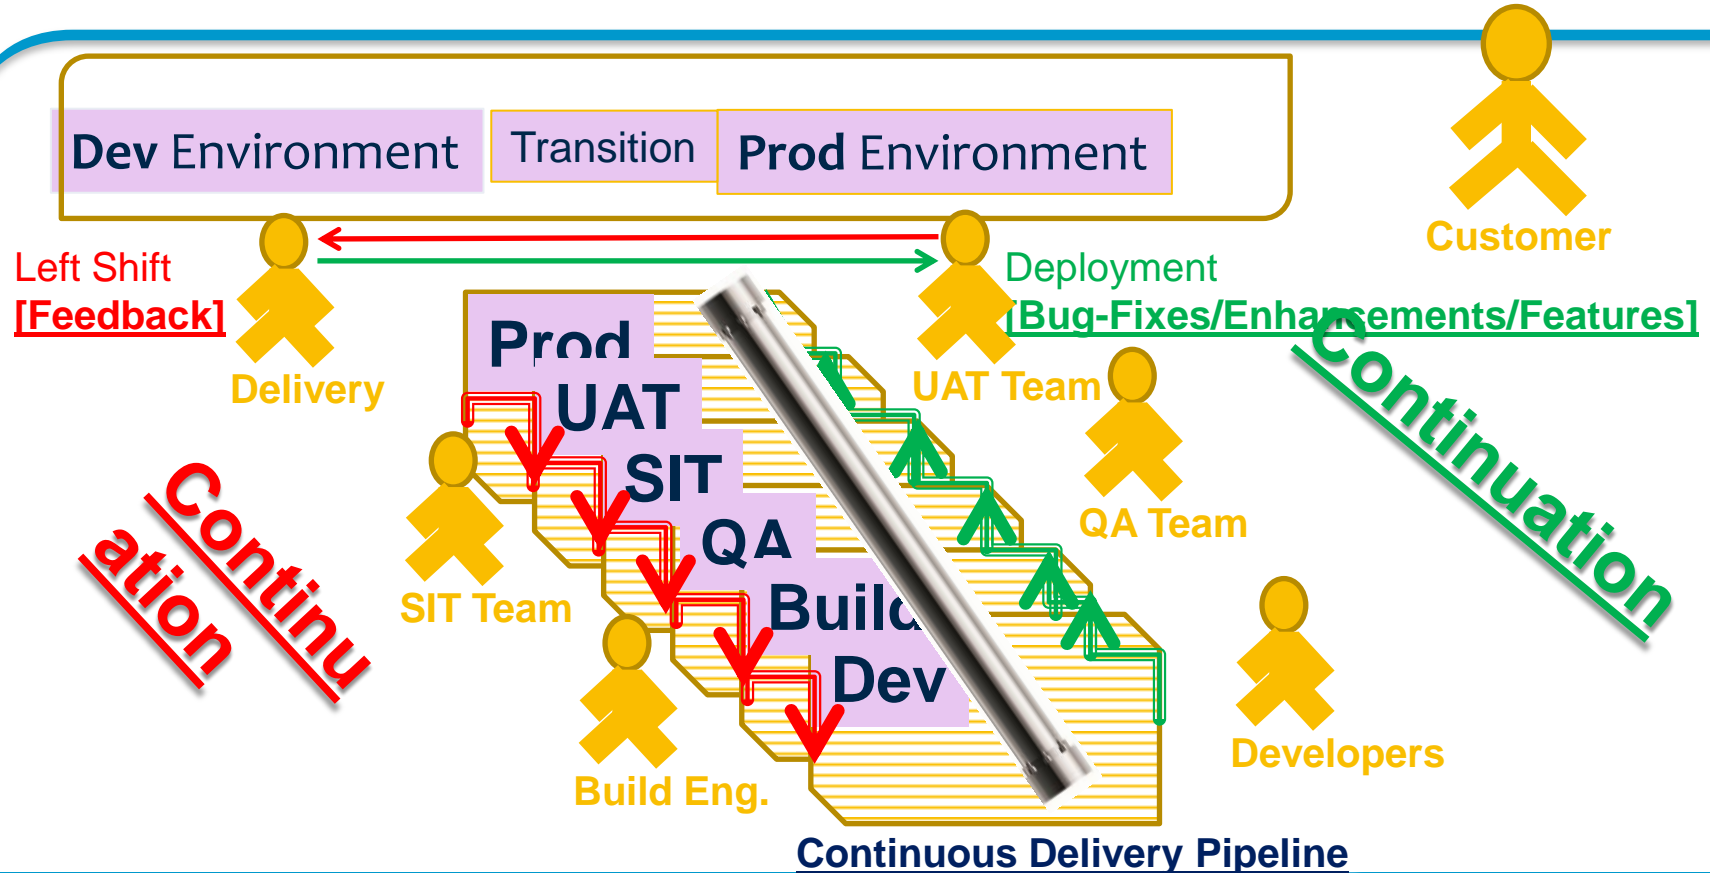 Dev Environment
Transition
Prod Environment
Customer
Left Shift
[Feedback]
Deployment
[Bug-Fixes/Enhancements/Features]
Delivery
UAT Team
Prod
UAT
SIT
QA
Build
Dev
Continu
ation
Continuation
QA Team
SIT Team
Developers
Build Eng.
Continuous Delivery Pipeline